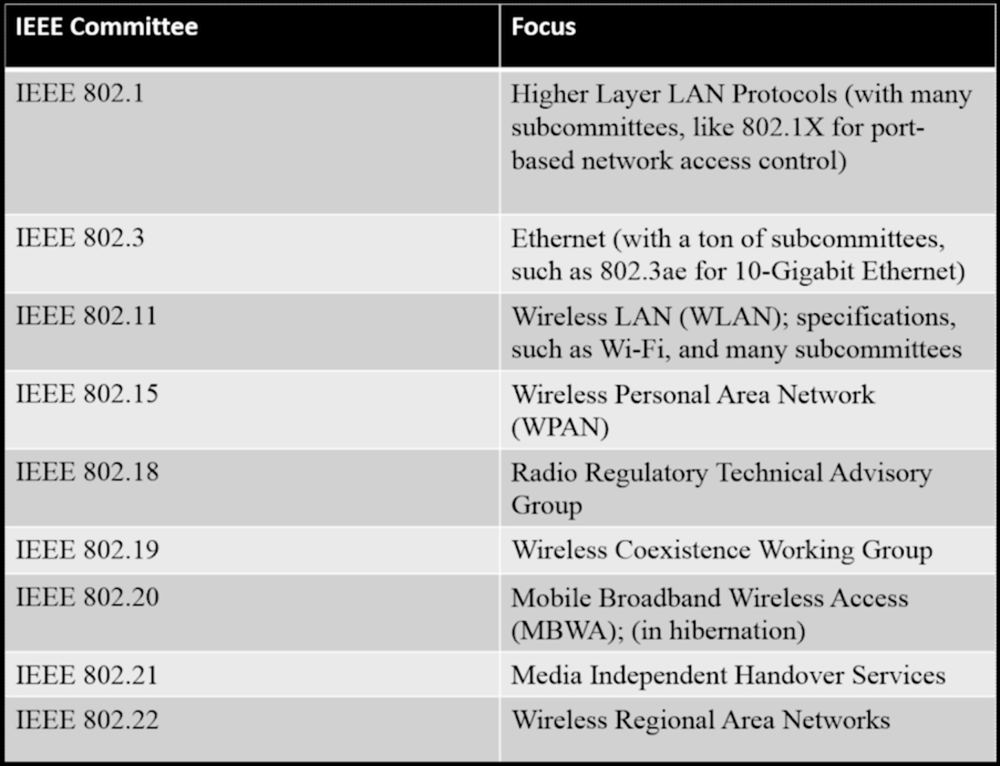 IEEE Committee
Focus
IEEE 802.1
Higher Layer LAN Protocols (with many
subcommittees, like 802.1X for port-
based network access control)
IEEE 802.3
Ethernet (with a ton of subcommittees,
such as 802.3ae for 10-Gigabit Ethernet)
IEEE 802.11
Wireless LAN (WLAN); specifications,
such as Wi-Fi, and many subcommittees
IEEE 802.15
Wireless Personal Area Network
(WPAN)
IEEE 802.18
Radio Regulatory Technical Advisory
Group
IEEE 802.19
Wireless Coexistence Working Group
IEEE 802.20
Mobile Broadband Wireless Access
(MBWA); (in hibernation)
IEEE 802.21
Media Independent Handover Services
IEEE 802.22
Wireless Regional Area Networks